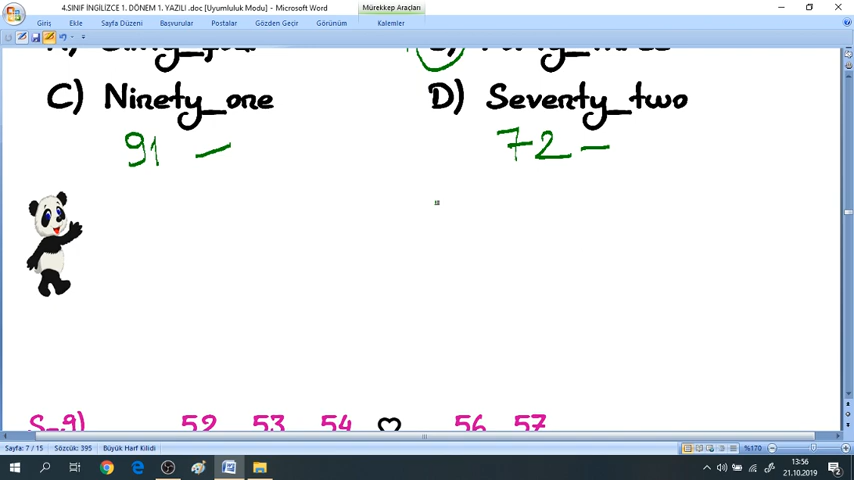 4.SINIF İNGİLİZCE 1. DÖNEM 1. YAZILI .doc [Uyumluluk Modu] - Microsoft Word
Mürekkep Araçları
Giriş Ekle Sayfa Düzeni Başvurular Postalar Gözden Geçir Görünüm Kalemler
C) Ninety_one D) Seventy_two
91 – 72 –
S-9) 52 53 54 ♡ 56 57
Sayfa: 7 / 15 Sözcük: 395 Büyük Harf Kilidi %170
13:56
21.10.2019
2